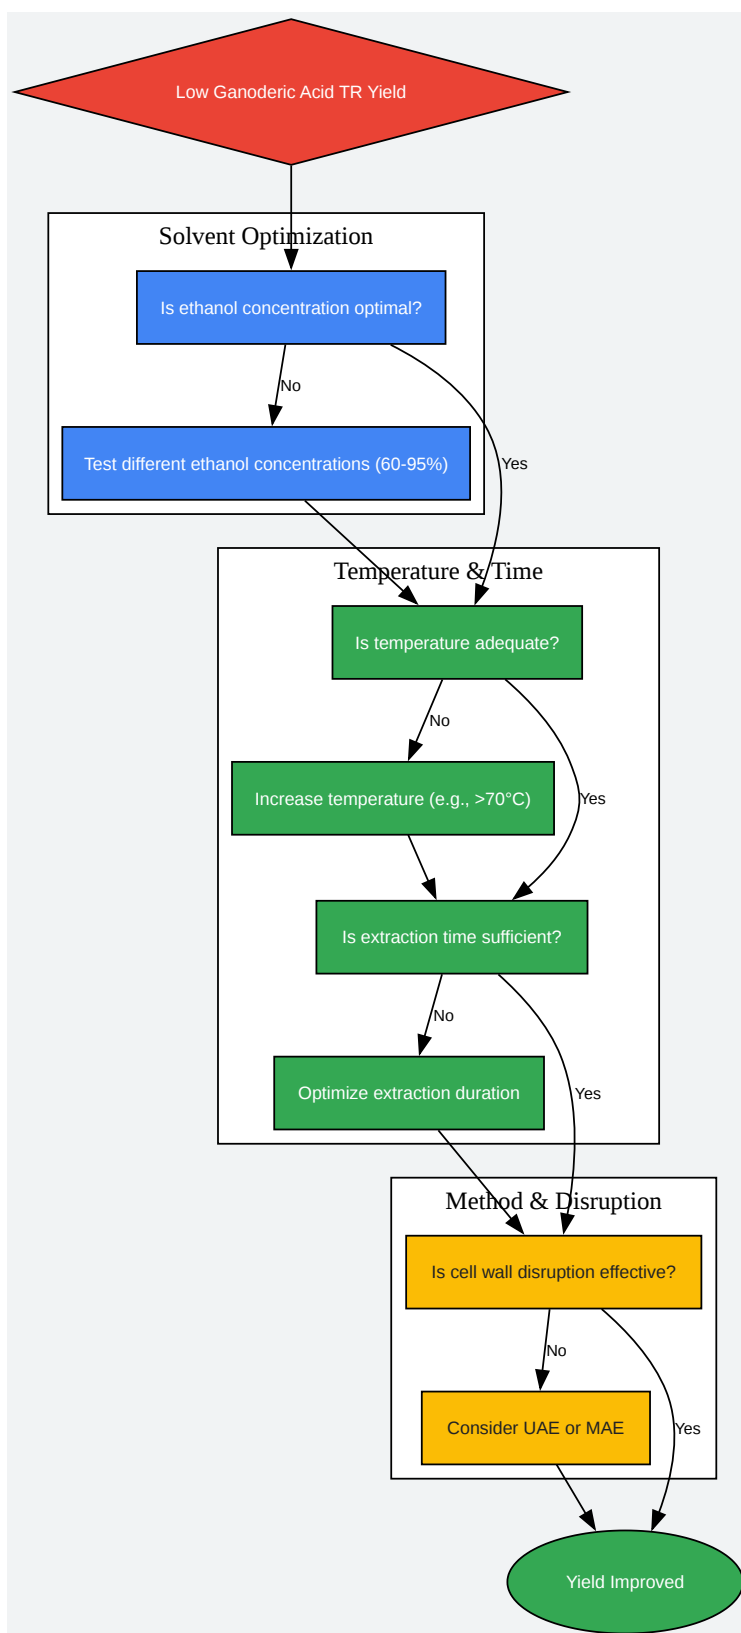 Low Ganoderic Acid TR Yield
Solvent Optimization
Is ethanol concentration optimal?
No
Test different ethanol concentrations (60-95%)
Yes
Temperature & Time
Is temperature adequate?
No
Increase temperature (e.g., >70°C)
Yes
Is extraction time sufficient?
No
Optimize extraction duration
Yes
Method & Disruption
Is cell wall disruption effective?
No
Consider UAE or MAE
Yes
Yield Improved